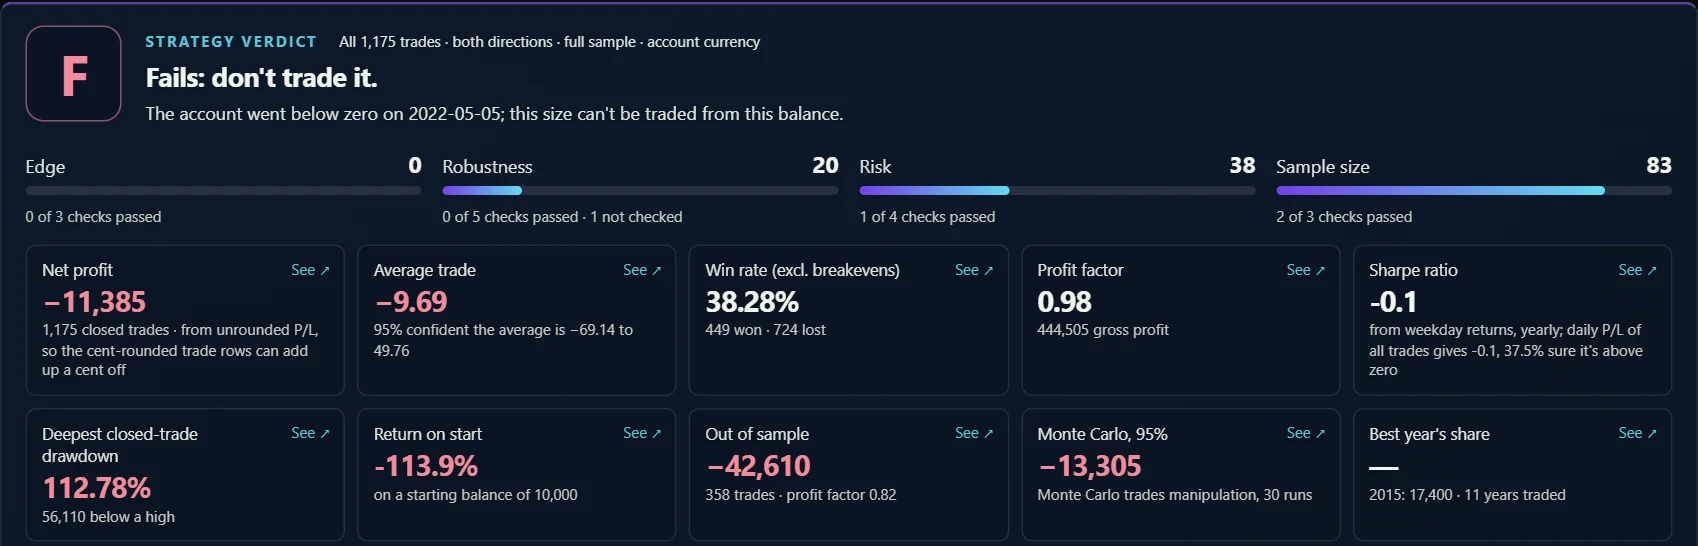 F
STRATEGY VERDICT All 1,175 trades · both directions · full sample · account currency
Fails: don't trade it.
The account went below zero on 2022-05-05; this size can't be traded from this balance.
Edge 0
0 of 3 checks passed
Robustness 20
0 of 5 checks passed · 1 not checked
Risk 38
1 of 4 checks passed
Sample size 83
2 of 3 checks passed
Net profit See ↗
−11,385
1,175 closed trades · from unrounded P/L,
so the cent-rounded trade rows can add
up a cent off
Average trade See ↗
−9.69
95% confident the average is −69.14 to
49.76
Win rate (excl. breakevens) See ↗
38.28%
449 won · 724 lost
Profit factor See ↗
0.98
444,505 gross profit
Sharpe ratio See ↗
-0.1
from weekday returns, yearly; daily P/L of
all trades gives -0.1, 37.5% sure it's above
zero
Deepest closed-trade See ↗
drawdown
112.78%
56,110 below a high
Return on start See ↗
-113.9%
on a starting balance of 10,000
Out of sample See ↗
−42,610
358 trades · profit factor 0.82
Monte Carlo, 95% See ↗
−13,305
Monte Carlo trades manipulation, 30 runs
Best year's share See ↗
—
2015: 17,400 · 11 years traded